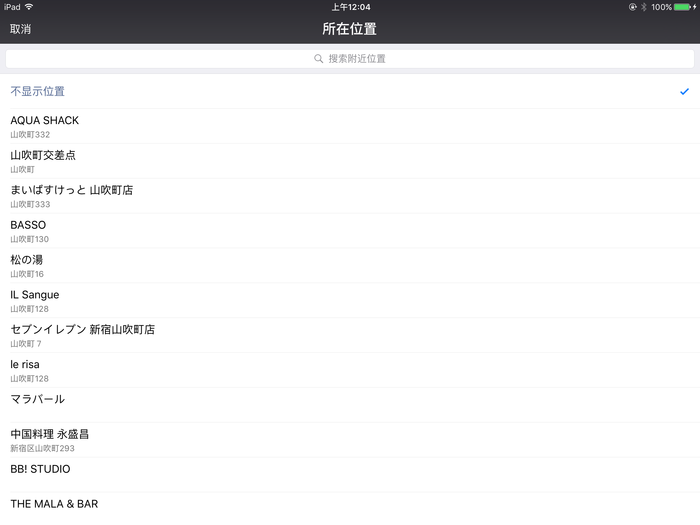 iPad 上午12:04 100%
取消 所在位置
搜索附近位置
不显示位置
AQUA SHACK
山吹町332
山吹町交差点
山吹町
まいばすけっと 山吹町店
山吹町333
BASSO
山吹町130
松の湯
山吹町16
IL Sangue
山吹町128
セブンイレブン 新宿山吹町店
山吹町７
le risa
山吹町128
マラバール
中国料理 永盛昌
新宿区山吹町293
BB! STUDIO
THE MALA & BAR